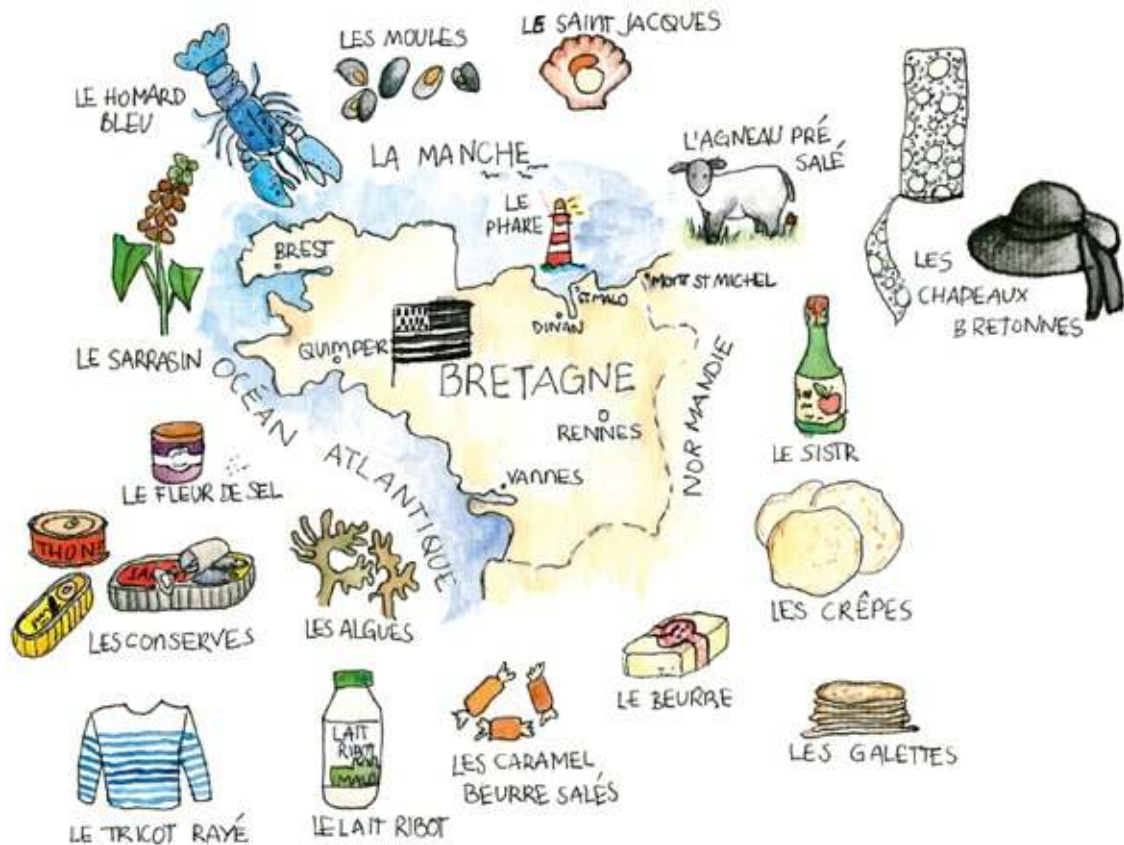 LE SAINT JACQUES
LES MOULES
LE HOMARD
BLEU
LA MANCHE
L'AGNEAU PRÉ
SALÉ
LE
PHARE
BREST
MONT ST MICHEL
ST MALO
DINAN
LES
CHAPEAUX
BRETONNES
LE SARRASIN
QUIMPER
BRETAGNE
NORMANDIE
OCÉAN ATLANTIQUE
RENNES
VANNES
LE SISTR
LE FLEUR DE SEL
THON
LES CONSERVES
LES ALGUES
LES CRÊPES
LE BEURRE
LES GALETTES
LAIT
RIBOT
MALO
LES CARAMEL
BEURRE SALÉS
LE TRICOT RAYÉ
LE LAIT RIBOT